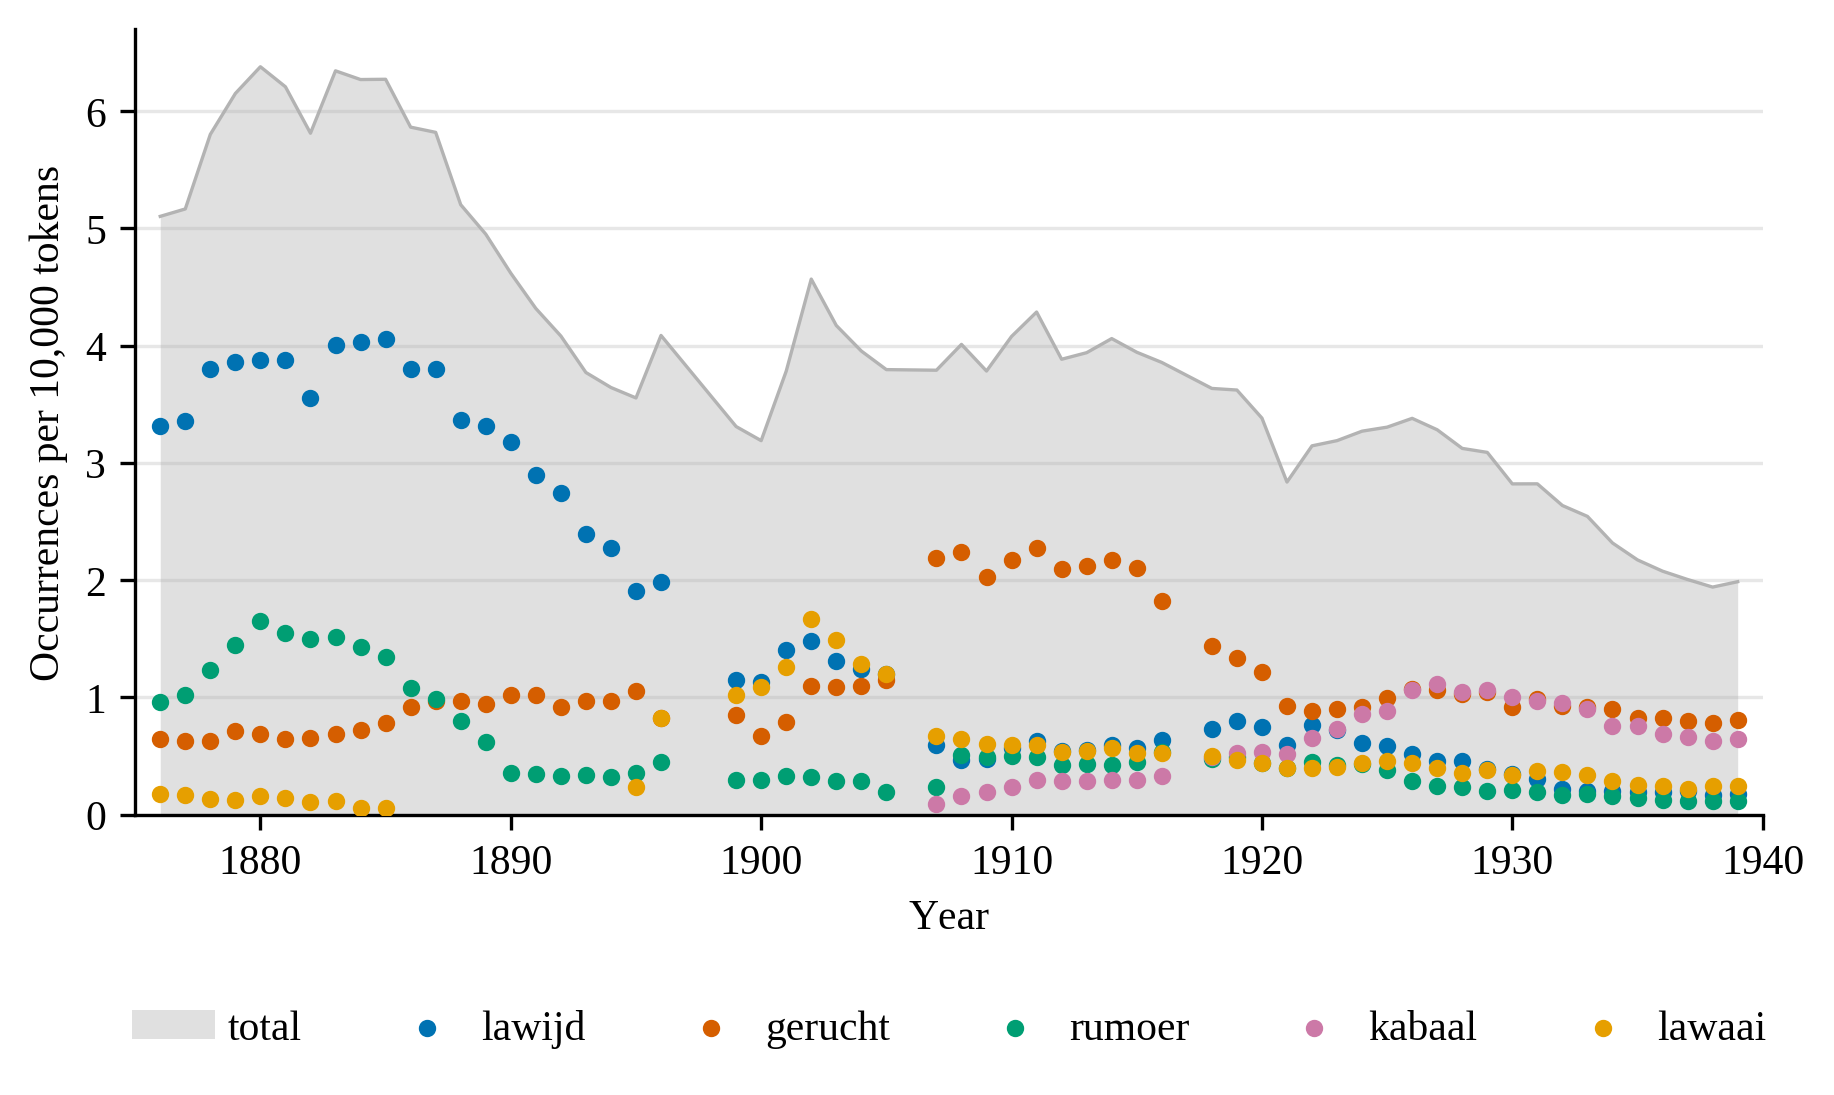 Occurrences per 10,000 tokens
6
5
4
3
2
1
0
1880 1890 1900 1910 1920 1930 1940
Year
total lawijd gerucht rumoer kabaal lawaai